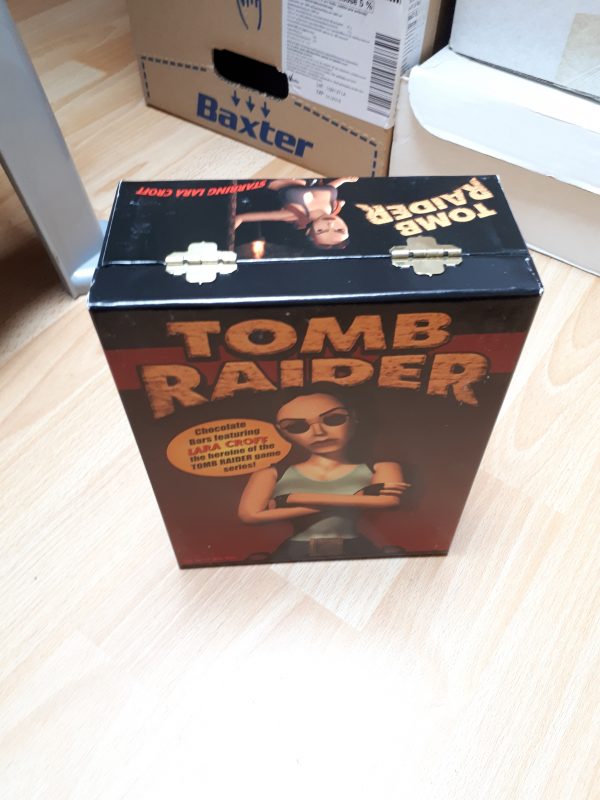 5 %
Baxter
TOMB
RAIDER
STARRING LARA CROFT
TOMB
RAIDER
Chocolate
Bars featuring
LARA CROFT
the heroine of the
TOMB RAIDER game
series!